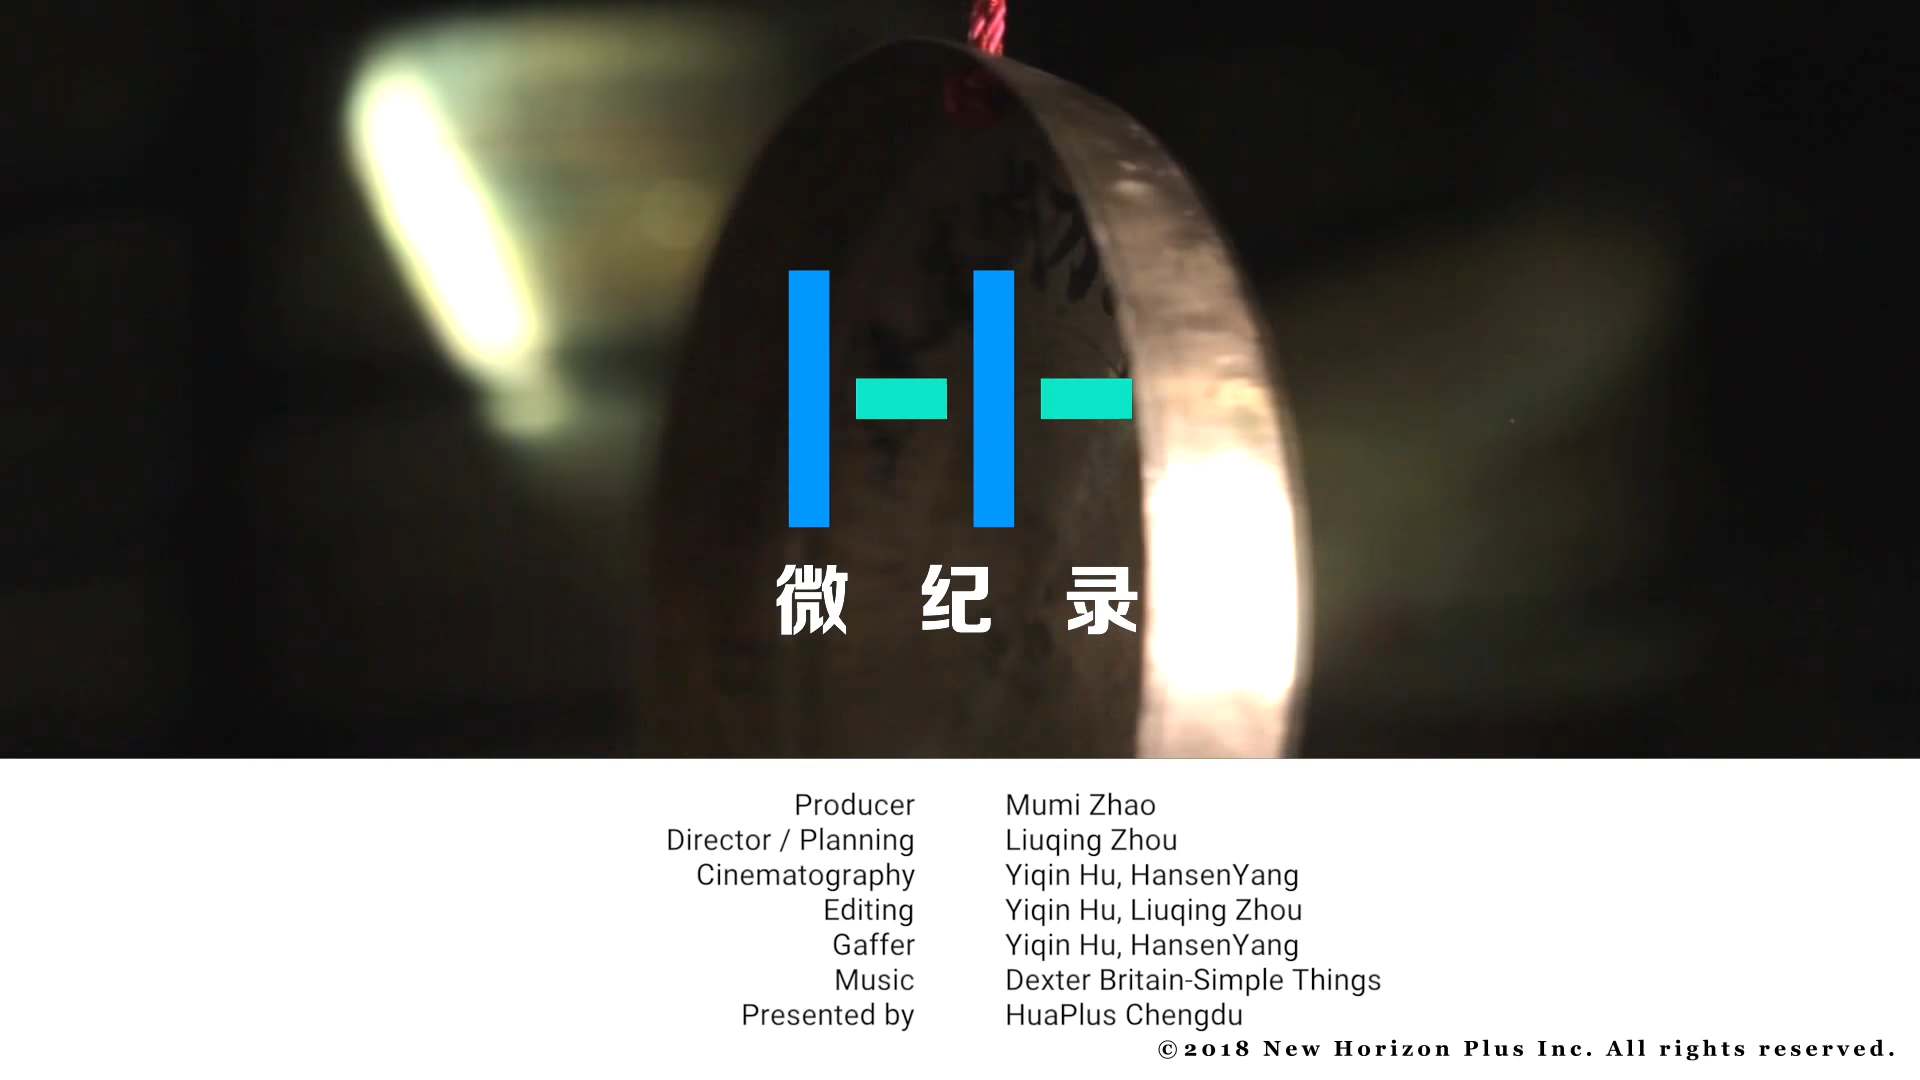 微纪录
Producer Mumi Zhao
Director / Planning Liuqing Zhou
Cinematography Yiqin Hu, HansenYang
Editing Yiqin Hu, Liuqing Zhou
Gaffer Yiqin Hu, HansenYang
Music Dexter Britain-Simple Things
Presented by HuaPlus Chengdu
©2018 New Horizon Plus Inc. All rights reserved.